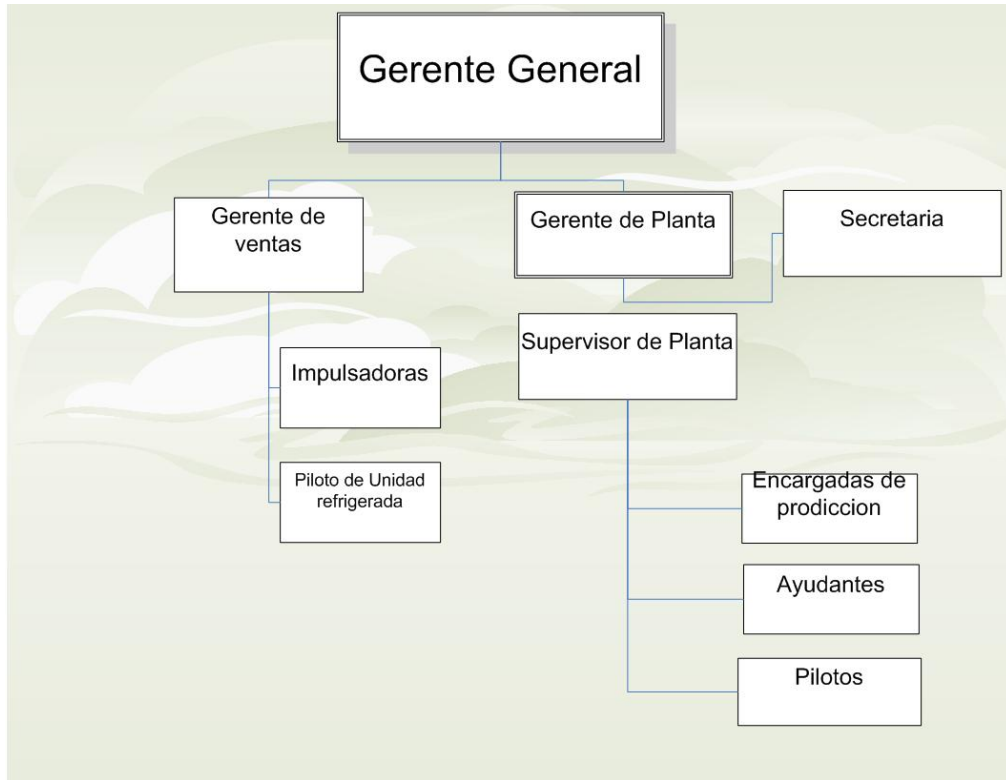 Gerente General
Gerente de
ventas
Gerente de Planta
Secretaria
Supervisor de Planta
Impulsadoras
Piloto de Unidad
refrigerada
Encargadas de
prodiccion
Ayudantes
Pilotos